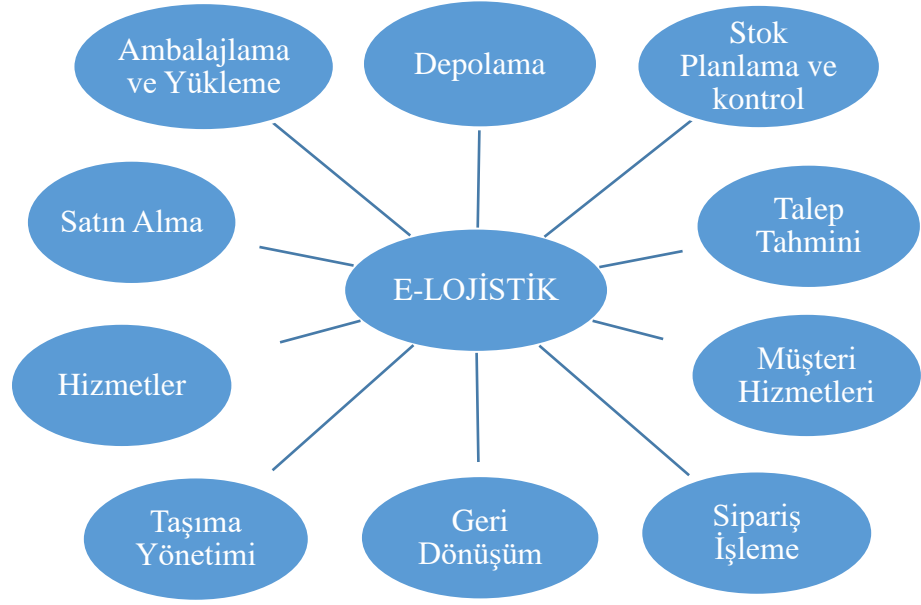 Ambalajlama
ve Yükleme
Depolama
Stok
Planlama ve
kontrol
Satın Alma
Talep
Tahmini
E-LOJİSTİK
Hizmetler
Müşteri
Hizmetleri
Taşıma
Yönetimi
Geri
Dönüşüm
Sipariş
İşleme